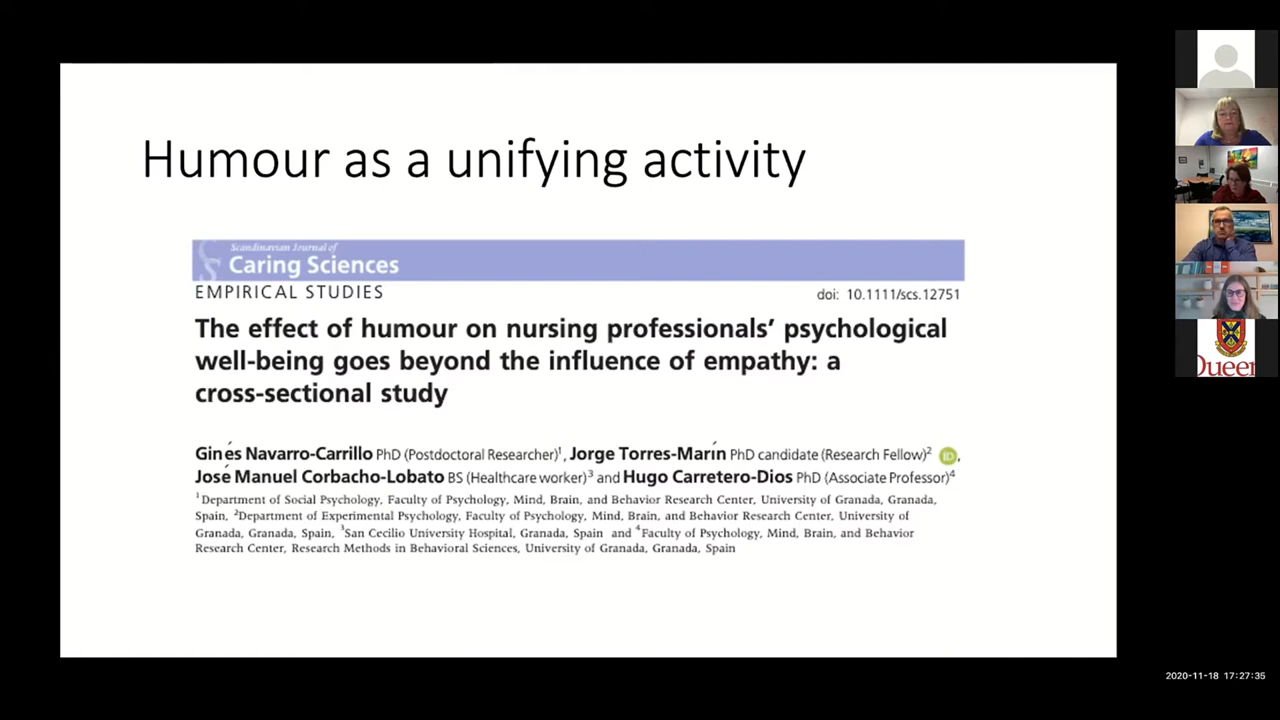 Humour as a unifying activity
Scandinavian Journal of
Caring Sciences
EMPIRICAL STUDIES
doi: 10.1111/scs.12751
The effect of humour on nursing professionals’ psychological
well-being goes beyond the influence of empathy: a
cross-sectional study
Ginés Navarro-Carrillo PhD (Postdoctoral Researcher)¹, Jorge Torres-Marín PhD candidate (Research Fellow)² iD,
José Manuel Corbacho-Lobato BS (Healthcare worker)³ and Hugo Carretero-Dios PhD (Associate Professor)⁴
¹Department of Social Psychology, Faculty of Psychology, Mind, Brain, and Behavior Research Center, University of Granada, Granada,
Spain, ²Department of Experimental Psychology, Faculty of Psychology, Mind, Brain, and Behavior Research Center, University of
Granada, Granada, Spain, ³San Cecilio University Hospital, Granada, Spain and ⁴Faculty of Psychology, Mind, Brain, and Behavior
Research Center, Research Methods in Behavioral Sciences, University of Granada, Granada, Spain
Queen
2020-11-18 17:27:35